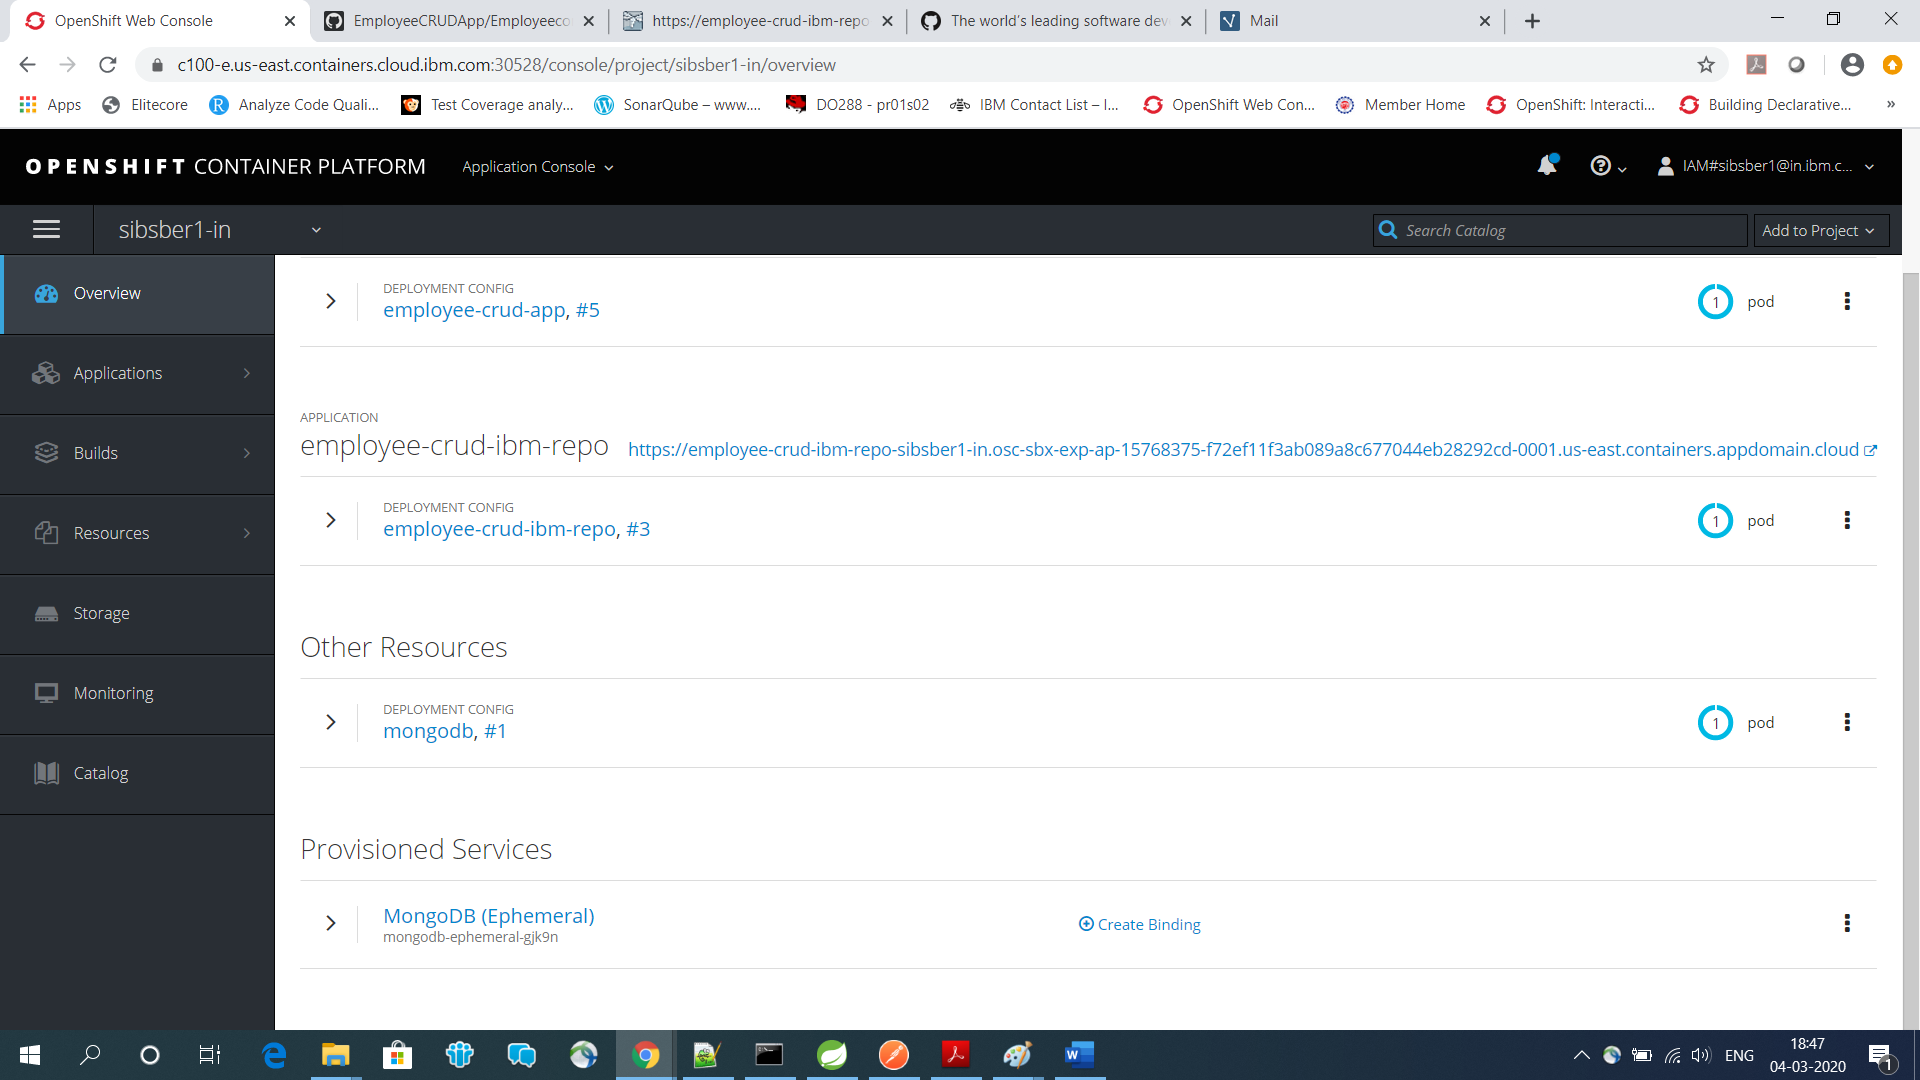 OpenShift Web Console
EmployeeCRUDApp/Employeeco
https://employee-crud-ibm-repo
The world's leading software dev
Mail
c100-e.us-east.containers.cloud.ibm.com:30528/console/project/sibsber1-in/overview
Apps
Elitecore
Analyze Code Quali...
Test Coverage analy...
SonarQube – www....
DO288 - pr01s02
IBM Contact List – I...
OpenShift Web Con...
Member Home
OpenShift: Interacti...
Building Declarative...
»
OPENSHIFT CONTAINER PLATFORM
Application Console
IAM#sibsber1@in.ibm.c...
sibsber1-in
Search Catalog
Add to Project
Overview
Applications
Builds
Resources
Storage
Monitoring
Catalog
DEPLOYMENT CONFIG
employee-crud-app, #5
1 pod
APPLICATION
employee-crud-ibm-repo
https://employee-crud-ibm-repo-sibsber1-in.osc-sbx-exp-ap-15768375-f72ef11f3ab089a8c677044eb28292cd-0001.us-east.containers.appdomain.cloud
DEPLOYMENT CONFIG
employee-crud-ibm-repo, #3
1 pod
Other Resources
DEPLOYMENT CONFIG
mongodb, #1
1 pod
Provisioned Services
MongoDB (Ephemeral)
mongodb-ephemeral-gjk9n
Create Binding
ENG
18:47
04-03-2020
1